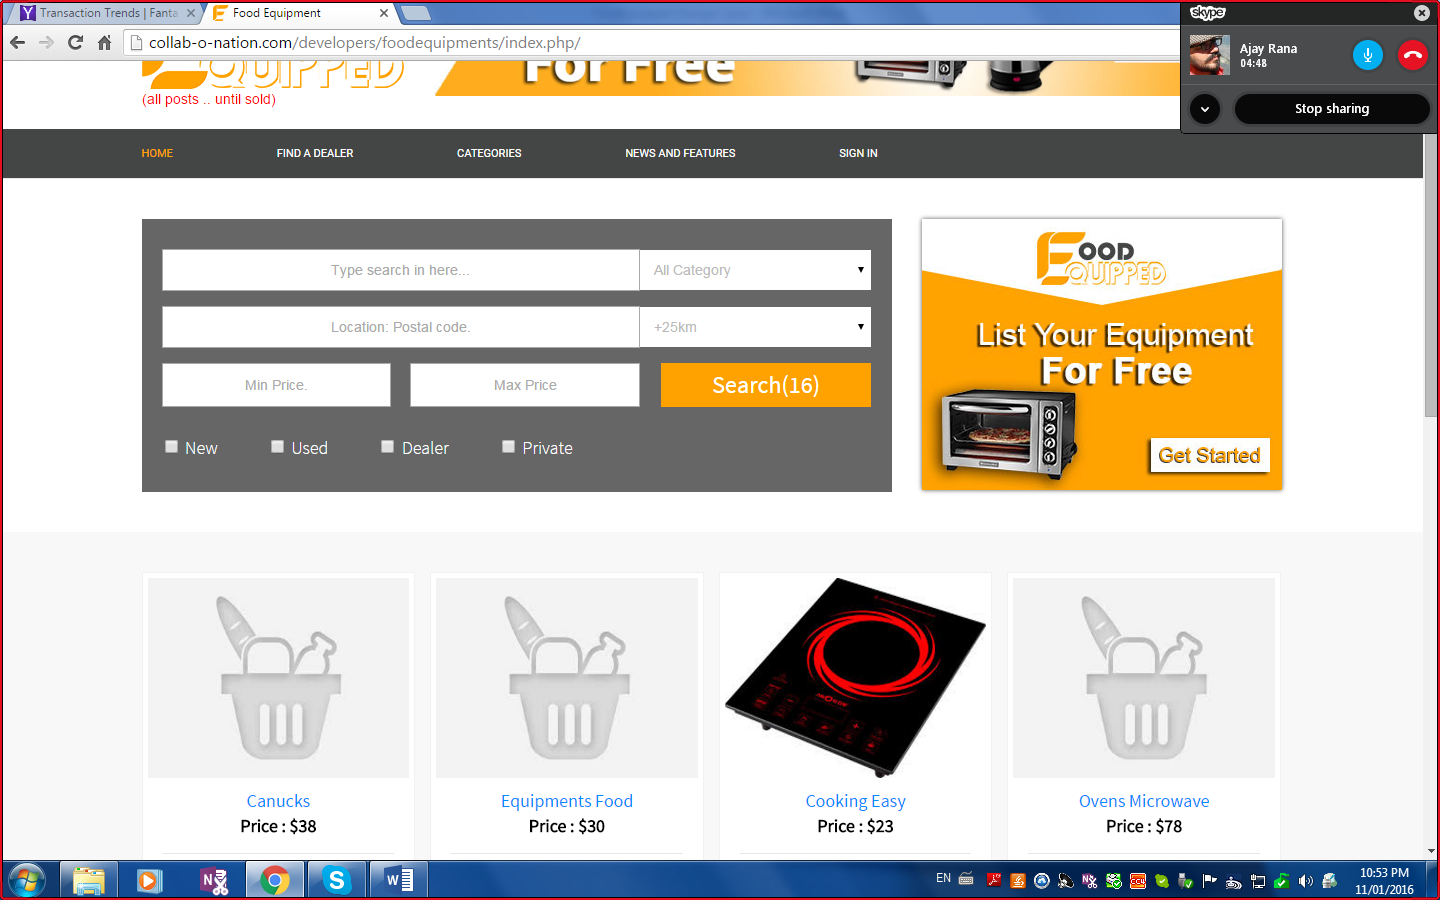 Transaction Trends | Fanta
Food Equipment
collab-o-nation.com/developers/foodequipments/index.php/
skype
Ajay Rana
04:48
Stop sharing
EQUIPPED
For Free
(all posts .. until sold)
HOME
FIND A DEALER
CATEGORIES
NEWS AND FEATURES
SIGN IN
Type search in here...
All Category
Location: Postal code.
+25km
Min Price.
Max Price
Search(16)
New
Used
Dealer
Private
FOOD
EQUIPPED
List Your Equipment
For Free
Get Started
Canucks
Price : $38
Equipments Food
Price : $30
Cooking Easy
Price : $23
Ovens Microwave
Price : $78
EN
10:53 PM
11/01/2016